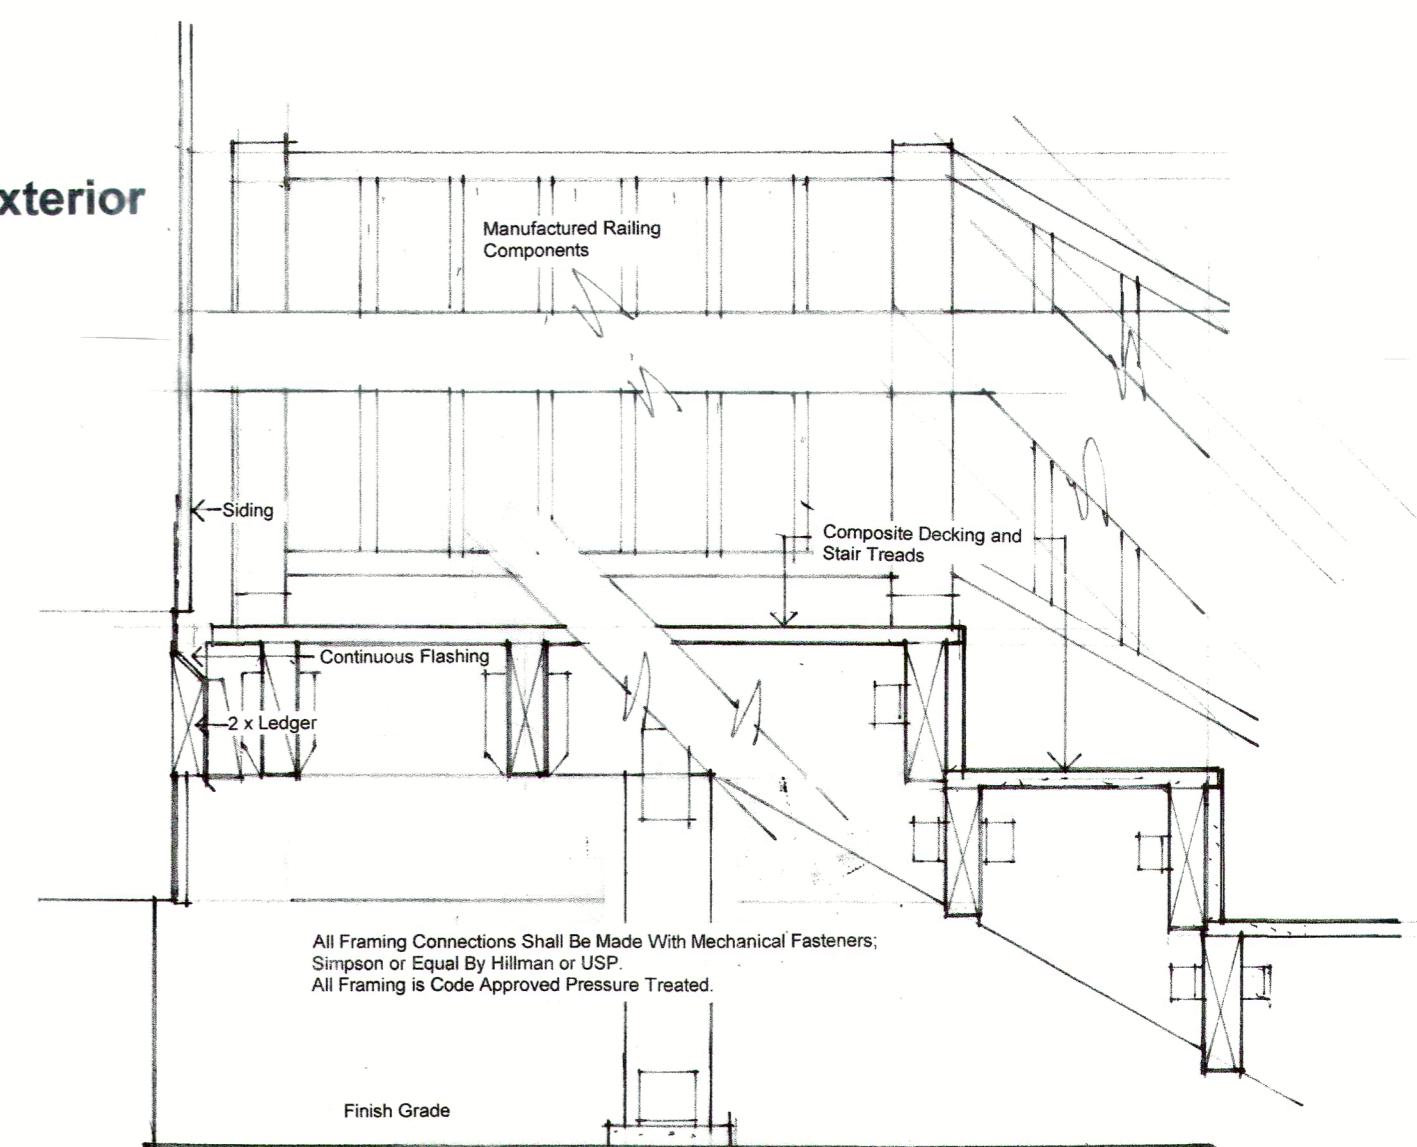 xterior
Manufactured Railing
Components
Siding
Composite Decking and
Stair Treads
Continuous Flashing
2 x Ledger
All Framing Connections Shall Be Made With Mechanical Fasteners;
Simpson or Equal By Hillman or USP.
All Framing is Code Approved Pressure Treated.
Finish Grade